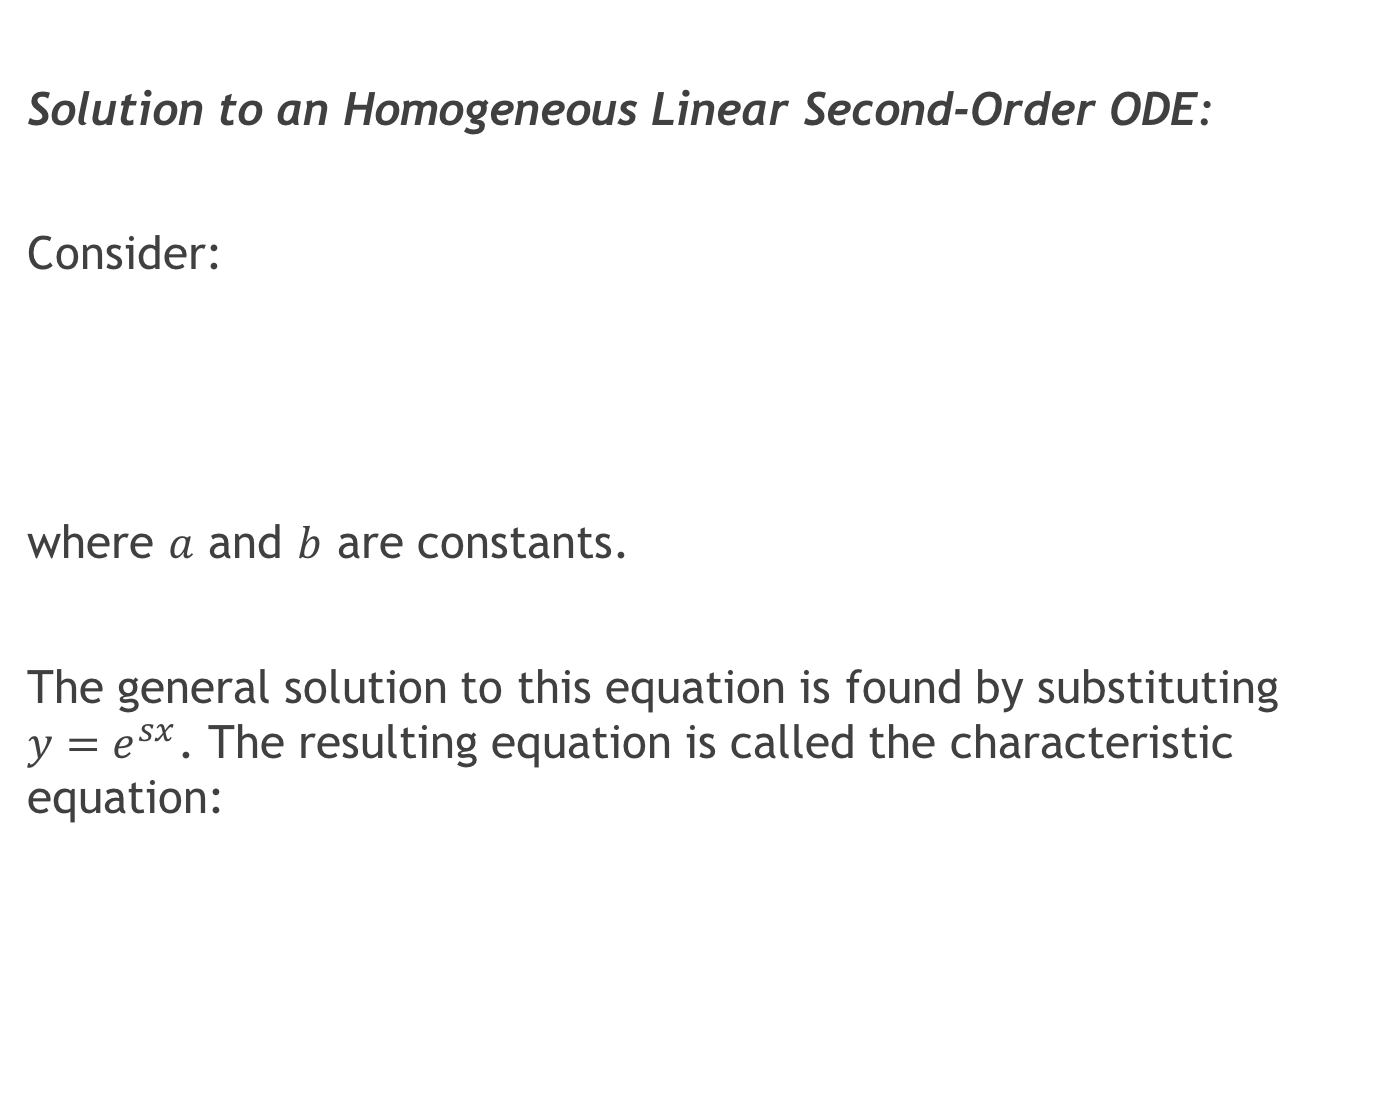 Solution to an Homogeneous Linear Second-Order ODE:
Consider:
where a and b are constants.
The general solution to this equation is found by substituting
y = e^{sx}. The resulting equation is called the characteristic
equation: